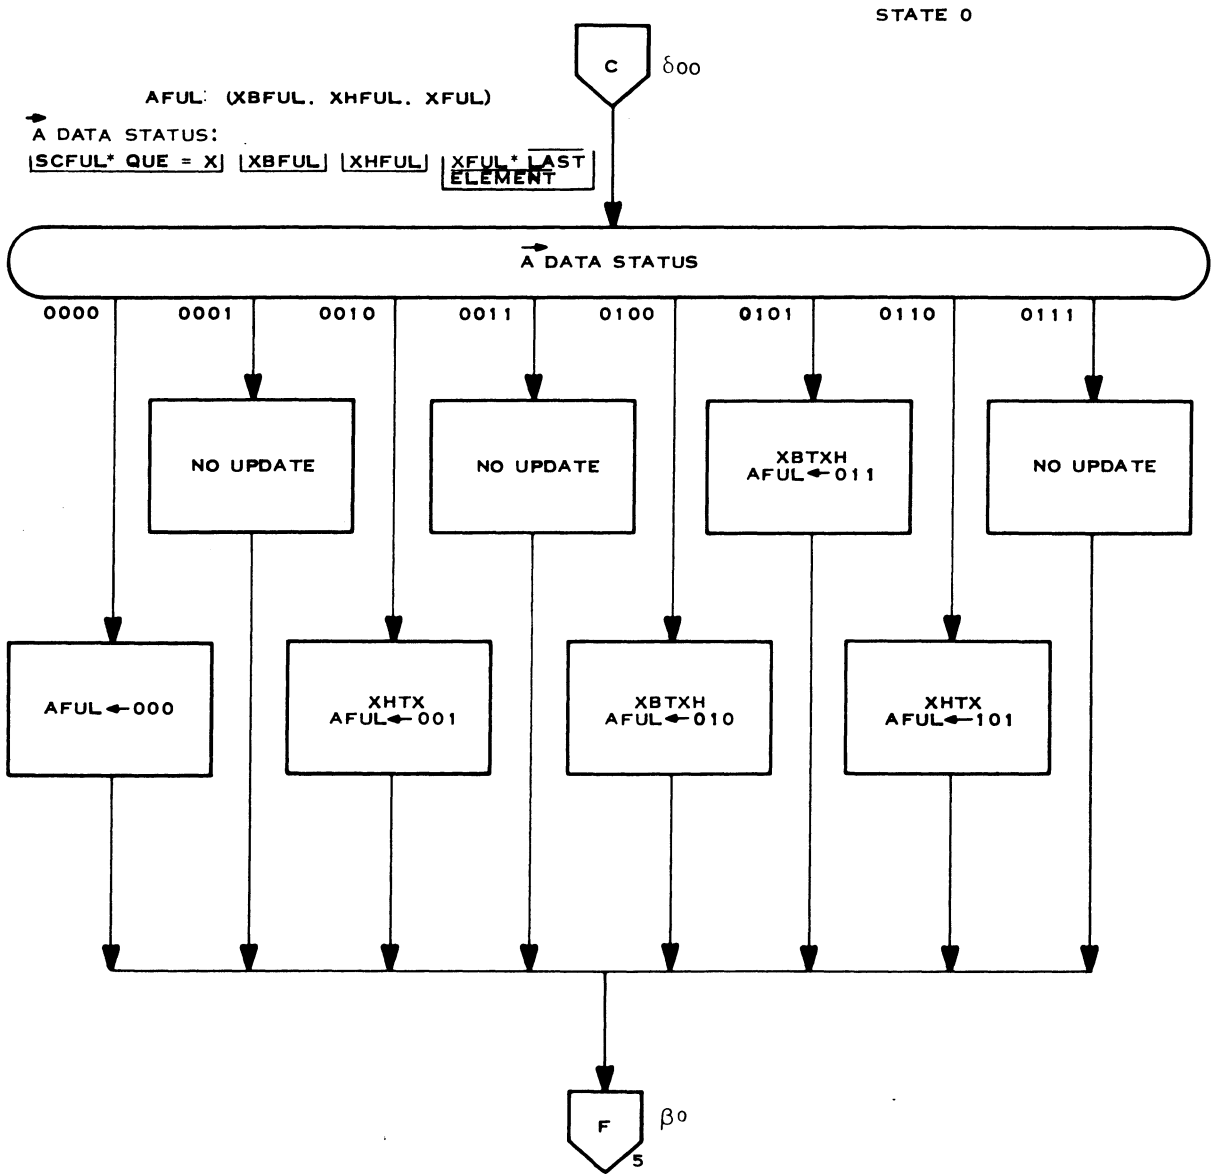 STATE 0
C δ00
AFUL: (XBFUL. XHFUL. XFUL)
A DATA STATUS:
SCFUL* QUE = X XBFUL XHFUL XFUL* LAST
ELEMENT
A DATA STATUS
0000 0001 0010 0011 0100 0101 0110 0111
NO UPDATE
NO UPDATE
XBTXH
AFUL←011
NO UPDATE
AFUL←000
XHTX
AFUL←001
XBTXH
AFUL←010
XHTX
AFUL←101
F β0
5